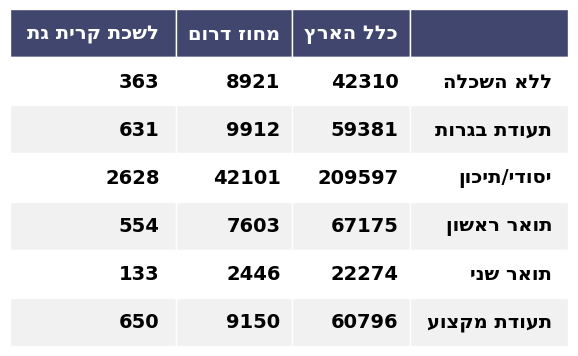 כלל הארץ מחוז דרום לשכת קרית גת
ללא השכלה 42310 8921 363
תעודת בגרות 59381 9912 631
יסודי/תיכון 209597 42101 2628
תואר ראשון 67175 7603 554
תואר שני 22274 2446 133
תעודת מקצוע 60796 9150 650